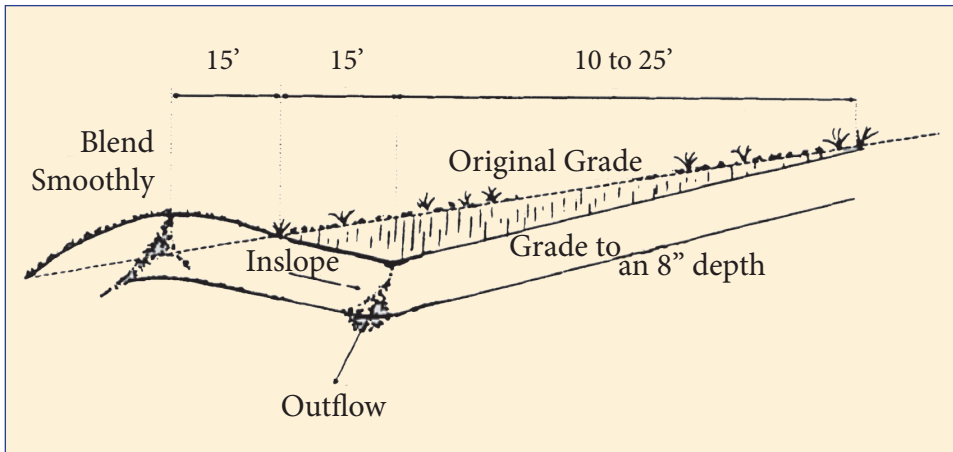 15’
15’
10 to 25’
Blend
Smoothly
Original Grade
Inslope
Grade to
an 8” depth
Outflow